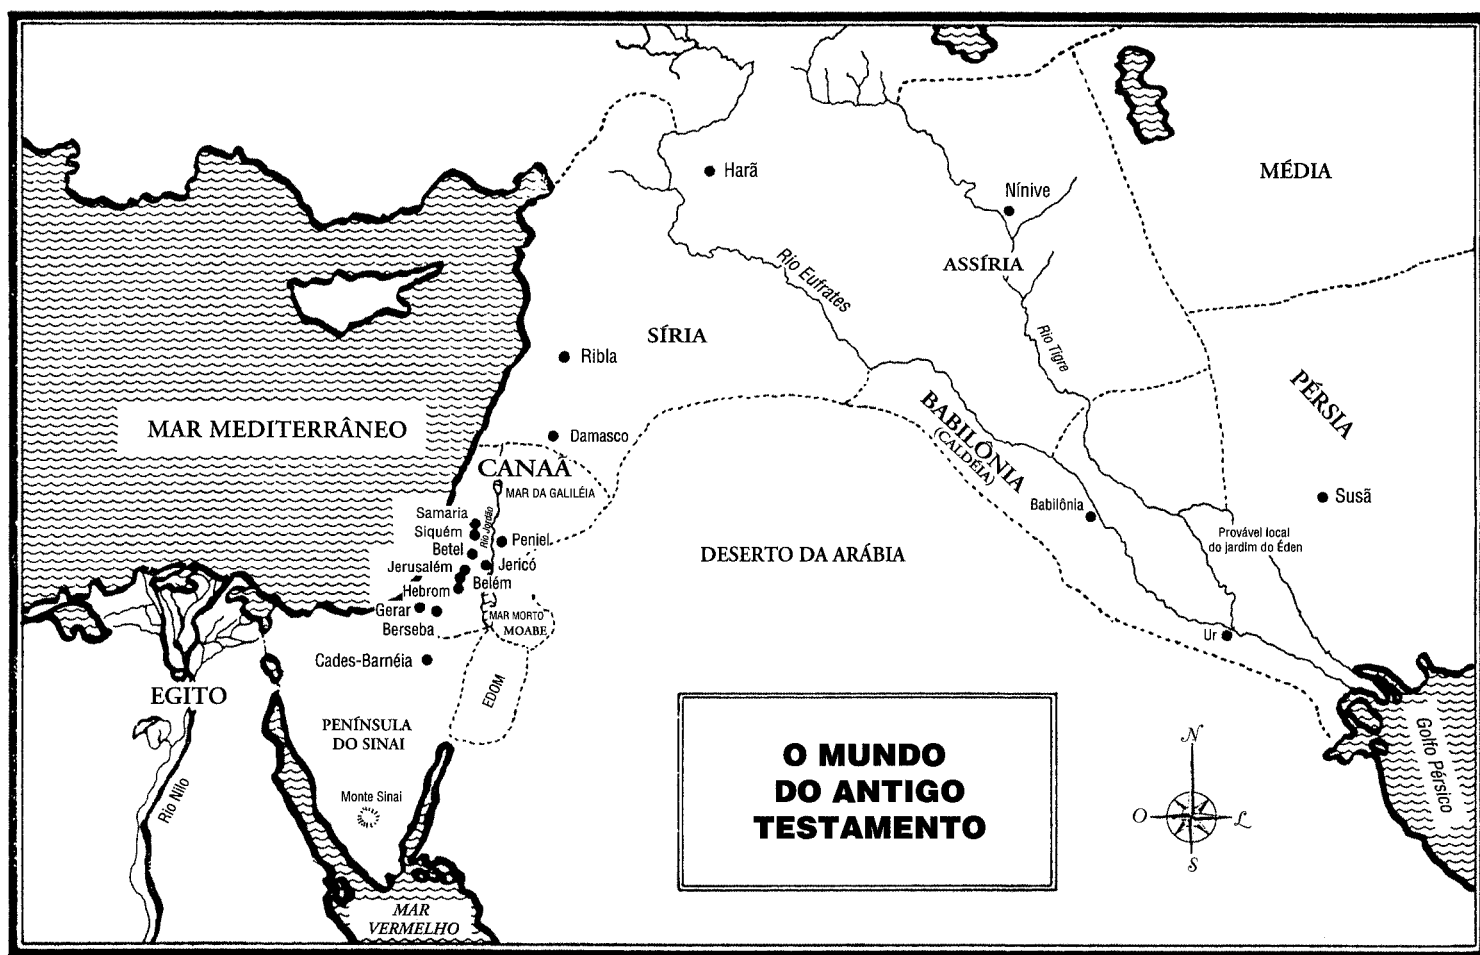 Harã
MÉDIA
Nínive
ASSÍRIA
Rio Eufrates
SÍRIA
Rio Tigre
Ribla
PÉRSIA
MAR MEDITERRÂNEO
Damasco
BABILÔNIA
(CALDÉIA)
CANAÃ
MAR DA GALILÉIA
Susã
Babilônia
Samaria
Rio Jordão
Siquém
Peniel
Betel
Provável local
do jardim do Éden
DESERTO DA ARÁBIA
Jerusalém
Jericó
Belém
Hebrom
Gerar
MAR MORTO
Berseba
MOABE
Ur
Cades-Barnéia
EGITO
EDOM
PENÍNSULA
DO SINAI
Golfo Pérsico
O MUNDO
DO ANTIGO
TESTAMENTO
N
O
L
S
Monte Sinai
Rio Nilo
MAR
VERMELHO